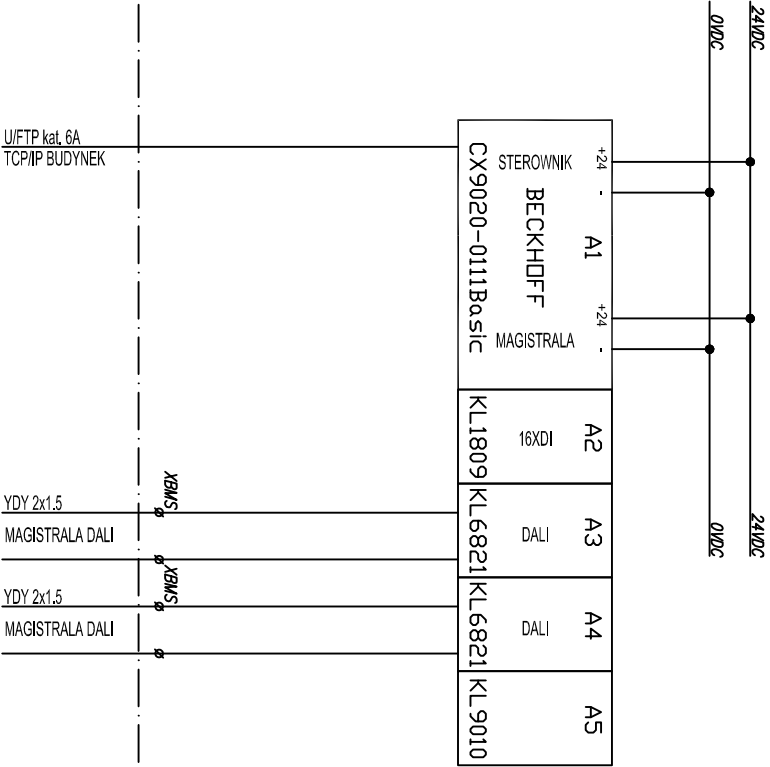 24VDC
0VDC
U/FTP kat. 6A
TCP/IP BUDYNEK
+24
STEROWNIK
-
BECKHOFF
A1
CX9020-0111Basic
+24
MAGISTRALA
-
A2
16XDI
KL1809
XBMS
YDY 2x1.5
MAGISTRALA DALI
A3
DALI
KL6821
0VDC
24VDC
XBMS
YDY 2x1.5
MAGISTRALA DALI
A4
DALI
KL6821
A5
KL9010